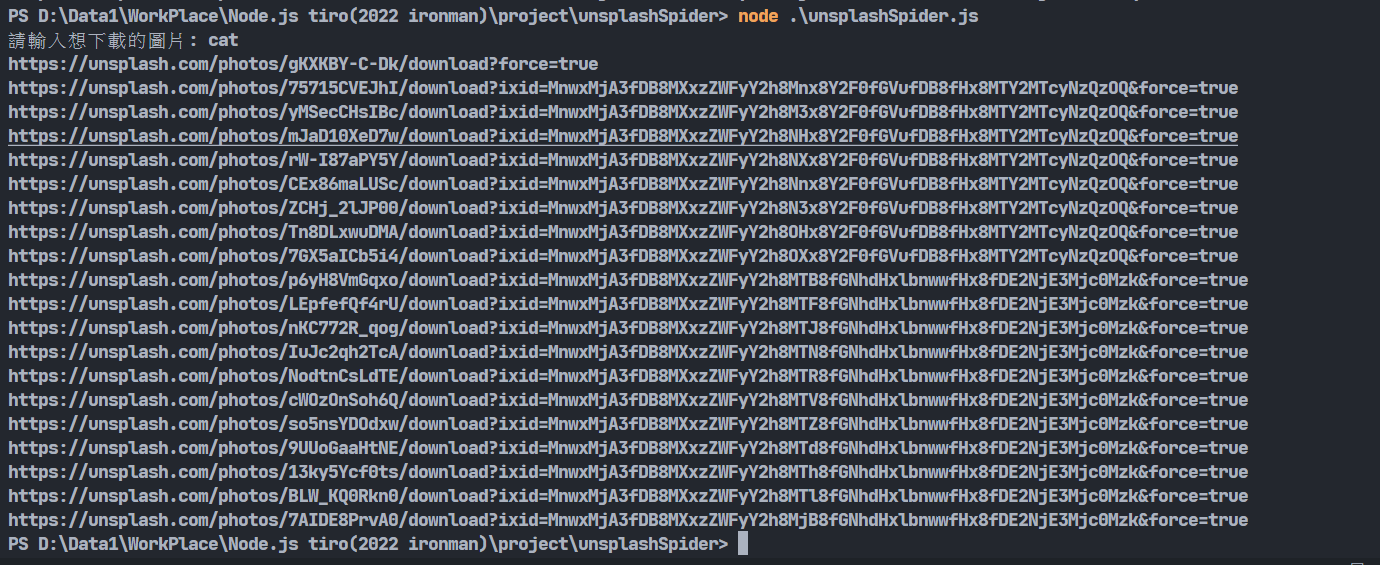 PS D:\Data1\WorkPlace\Node.js tiro(2022 ironman)\project\unsplashSpider> node .\unsplashSpider.js
請輸入想下載的圖片: cat
https://unsplash.com/photos/gKXKBY-C-Dk/download?force=true
https://unsplash.com/photos/75715CVEJhI/download?ixid=MnwxMjA3fDB8MXxzZWFyY2h8Mnx8Y2F0fGVufDB8fHx8MTY2MTcyNzQzOQ&force=true
https://unsplash.com/photos/yMSecCHsIBc/download?ixid=MnwxMjA3fDB8MXxzZWFyY2h8M3x8Y2F0fGVufDB8fHx8MTY2MTcyNzQzOQ&force=true
https://unsplash.com/photos/mJaD10XeD7w/download?ixid=MnwxMjA3fDB8MXxzZWFyY2h8NHx8Y2F0fGVufDB8fHx8MTY2MTcyNzQzOQ&force=true
https://unsplash.com/photos/rW-I87aPY5Y/download?ixid=MnwxMjA3fDB8MXxzZWFyY2h8NXx8Y2F0fGVufDB8fHx8MTY2MTcyNzQzOQ&force=true
https://unsplash.com/photos/CEx86maLUSc/download?ixid=MnwxMjA3fDB8MXxzZWFyY2h8Nnx8Y2F0fGVufDB8fHx8MTY2MTcyNzQzOQ&force=true
https://unsplash.com/photos/ZCHj_2lJP00/download?ixid=MnwxMjA3fDB8MXxzZWFyY2h8N3x8Y2F0fGVufDB8fHx8MTY2MTcyNzQzOQ&force=true
https://unsplash.com/photos/Tn8DLxwuDMA/download?ixid=MnwxMjA3fDB8MXxzZWFyY2h8OHx8Y2F0fGVufDB8fHx8MTY2MTcyNzQzOQ&force=true
https://unsplash.com/photos/7GX5aICb5i4/download?ixid=MnwxMjA3fDB8MXxzZWFyY2h8OXx8Y2F0fGVufDB8fHx8MTY2MTcyNzQzOQ&force=true
https://unsplash.com/photos/p6yH8VmGqxo/download?ixid=MnwxMjA3fDB8MXxzZWFyY2h8MTB8fGNhdHxlbnwwfHx8fDE2NjE3Mjc0Mzk&force=true
https://unsplash.com/photos/LEpfefQf4rU/download?ixid=MnwxMjA3fDB8MXxzZWFyY2h8MTF8fGNhdHxlbnwwfHx8fDE2NjE3Mjc0Mzk&force=true
https://unsplash.com/photos/nKC772R_qog/download?ixid=MnwxMjA3fDB8MXxzZWFyY2h8MTJ8fGNhdHxlbnwwfHx8fDE2NjE3Mjc0Mzk&force=true
https://unsplash.com/photos/IuJc2qh2TcA/download?ixid=MnwxMjA3fDB8MXxzZWFyY2h8MTN8fGNhdHxlbnwwfHx8fDE2NjE3Mjc0Mzk&force=true
https://unsplash.com/photos/NodtnCsLdTE/download?ixid=MnwxMjA3fDB8MXxzZWFyY2h8MTR8fGNhdHxlbnwwfHx8fDE2NjE3Mjc0Mzk&force=true
https://unsplash.com/photos/cWOzOnSoh6Q/download?ixid=MnwxMjA3fDB8MXxzZWFyY2h8MTV8fGNhdHxlbnwwfHx8fDE2NjE3Mjc0Mzk&force=true
https://unsplash.com/photos/so5nsYDOdxw/download?ixid=MnwxMjA3fDB8MXxzZWFyY2h8MTZ8fGNhdHxlbnwwfHx8fDE2NjE3Mjc0Mzk&force=true
https://unsplash.com/photos/9UUoGaaHtNE/download?ixid=MnwxMjA3fDB8MXxzZWFyY2h8MTd8fGNhdHxlbnwwfHx8fDE2NjE3Mjc0Mzk&force=true
https://unsplash.com/photos/13ky5Ycf0ts/download?ixid=MnwxMjA3fDB8MXxzZWFyY2h8MTh8fGNhdHxlbnwwfHx8fDE2NjE3Mjc0Mzk&force=true
https://unsplash.com/photos/BLW_KQ0Rkn0/download?ixid=MnwxMjA3fDB8MXxzZWFyY2h8MTl8fGNhdHxlbnwwfHx8fDE2NjE3Mjc0Mzk&force=true
https://unsplash.com/photos/7AIDE8PrvA0/download?ixid=MnwxMjA3fDB8MXxzZWFyY2h8MjB8fGNhdHxlbnwwfHx8fDE2NjE3Mjc0Mzk&force=true
PS D:\Data1\WorkPlace\Node.js tiro(2022 ironman)\project\unsplashSpider>